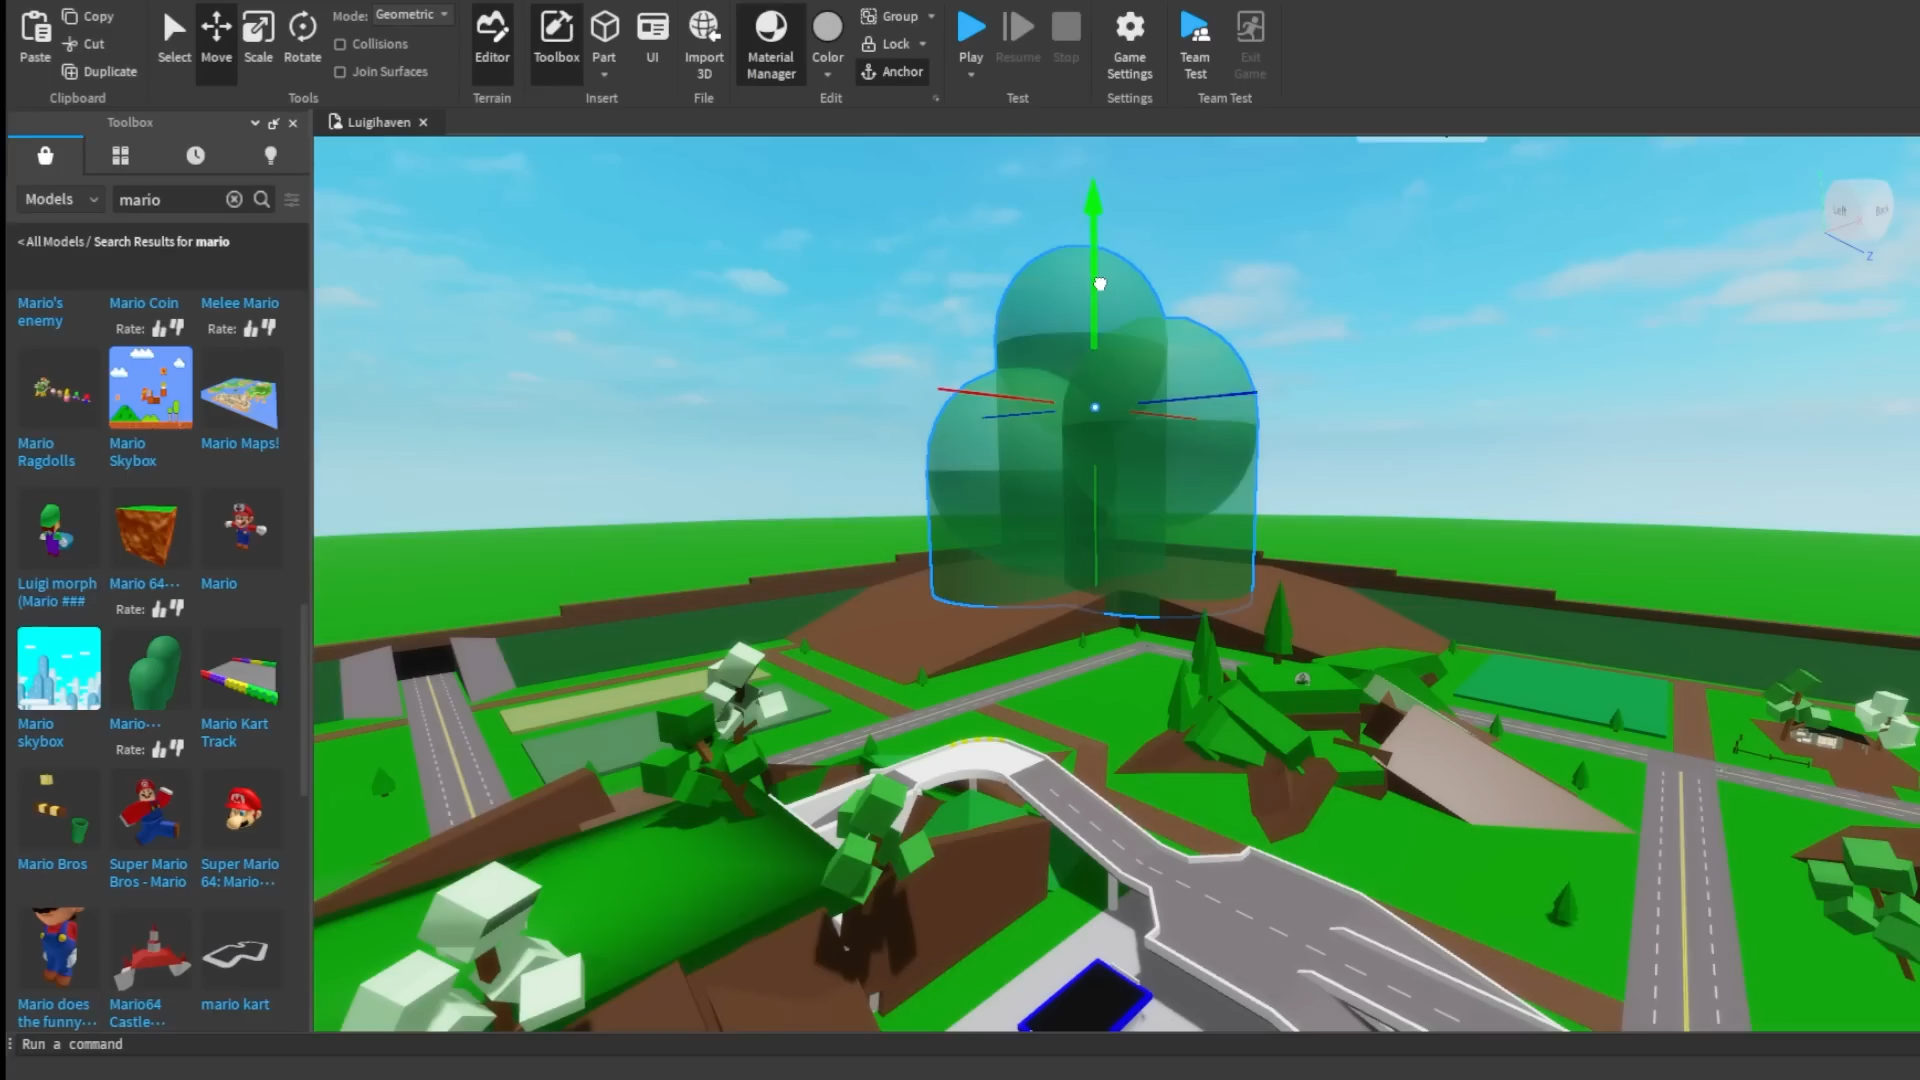 Paste
Copy
Cut
Duplicate
Clipboard
Select
Move
Scale
Rotate
Mode: Geometric
Collisions
Join Surfaces
Tools
Editor
Terrain
Toolbox
Part
UI
Insert
Import
3D
File
Material
Manager
Color
Group
Lock
Anchor
Edit
Play
Resume
Stop
Test
Game
Settings
Settings
Team
Test
Exit
Game
Team Test
Toolbox
Luigihaven
Models
mario
< All Models / Search Results for mario
Mario's
enemy
Mario Coin
Rate:
Melee Mario
Rate:
Mario
Ragdolls
Mario
Skybox
Mario Maps!
Luigi morph
(Mario ###
Mario 64...
Rate:
Mario
Mario
skybox
Mario...
Rate:
Mario Kart
Track
Mario Bros
Super Mario
Bros - Mario
Super Mario
64: Mario...
Mario does
the funny...
Mario64
Castle...
mario kart
Left
Back
Z
Run a command